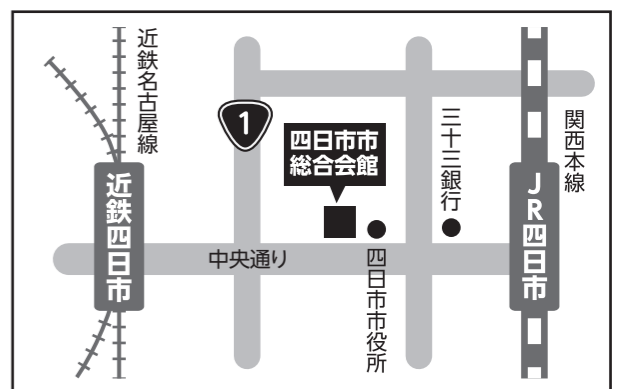 近鉄名古屋線
1
四日市市
総合会館
三十三銀行
関西本線
近鉄四日市
JR四日市
中央通り
四日市市役所